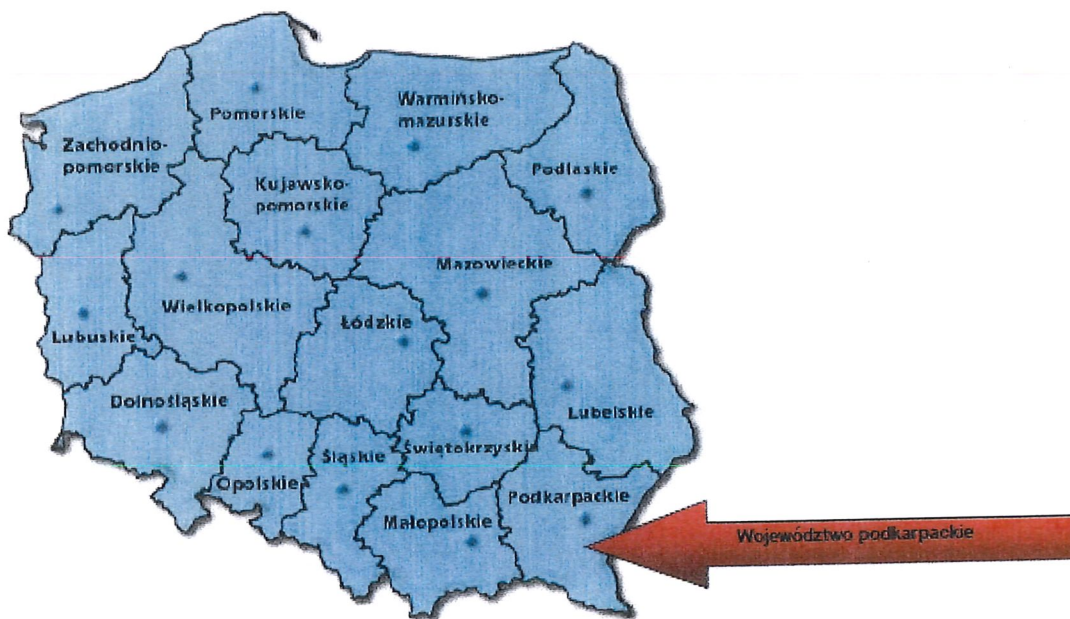 Pomorskie
Warmińsko-
mazurskie
Zachodnio-
pomorskie
Podlaskie
Kujawsko-
pomorskie
Mazowieckie
Wielkopolskie
Łódzkie
Lubuskie
Dolnośląskie
Lubelskie
Świętokrzyski
Śląskie
Opolskie
Podkarpackie
Małopolskie
Województwo podkarpackie